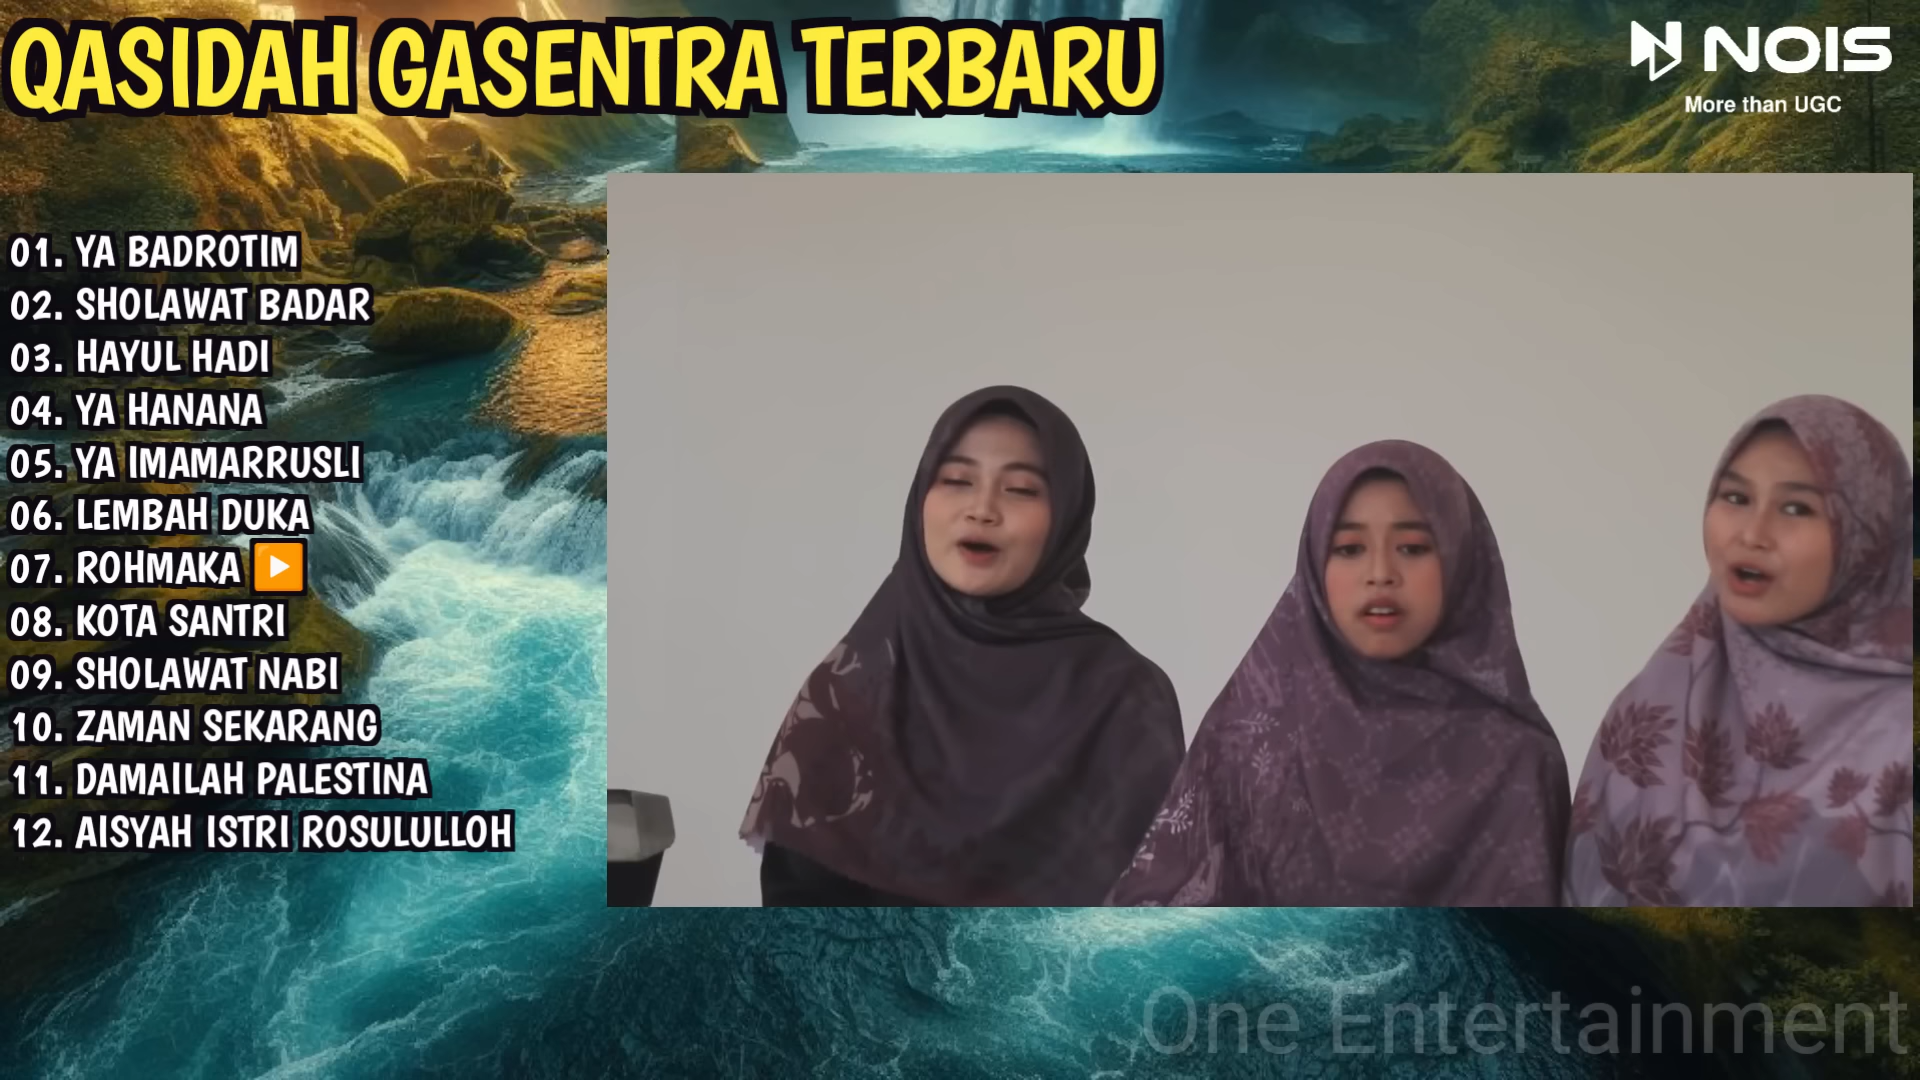 QASIDAH GASENTRA TERBARU
NOIS
More than UGC
01. YA BADROTIM
02. SHOLAWAT BADAR
03. HAYUL HADI
04. YA HANANA
05. YA IMAMARRUSLI
06. LEMBAH DUKA
07. ROHMAKA
08. KOTA SANTRI
09. SHOLAWAT NABI
10. ZAMAN SEKARANG
11. DAMAILAH PALESTINA
12. AISYAH ISTRI ROSULULLOH
One Entertainment